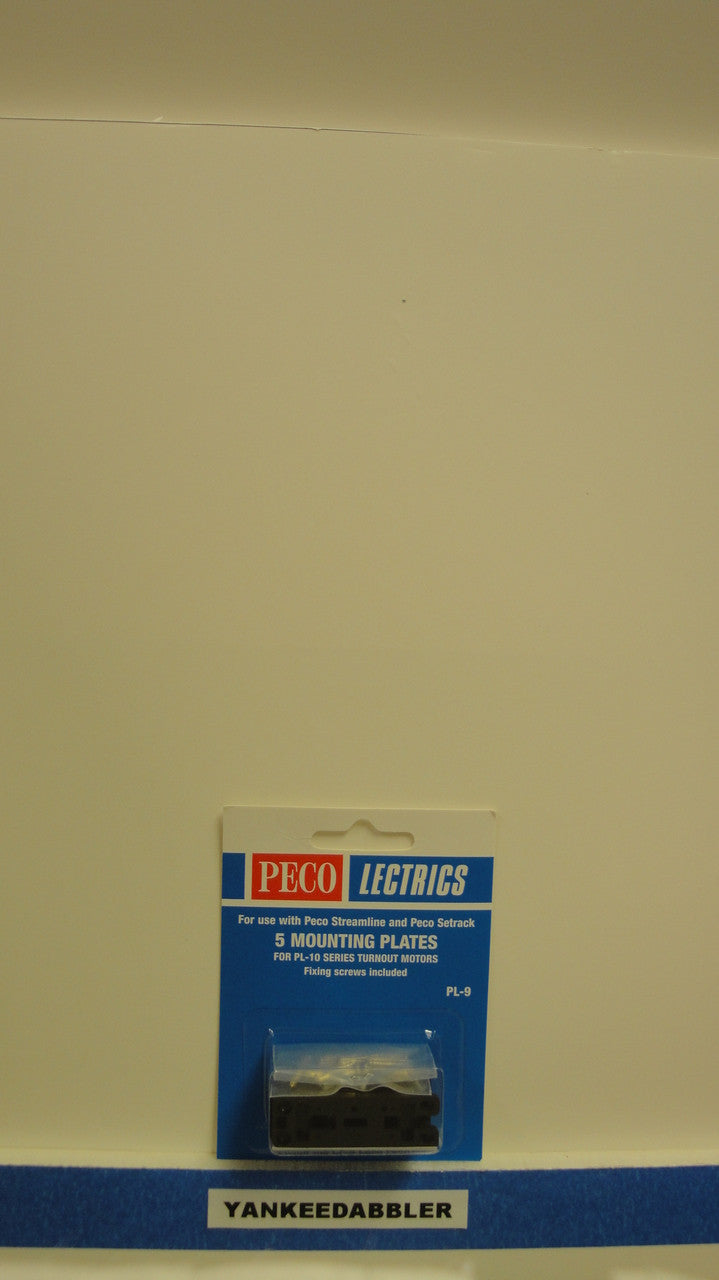 PECO LECTRICS
For use with Peco Streamline and Peco Setrack
5 MOUNTING PLATES
FOR PL-10 SERIES TURNOUT MOTORS
Fixing screws included
PL-9
YANKEEDABBLER